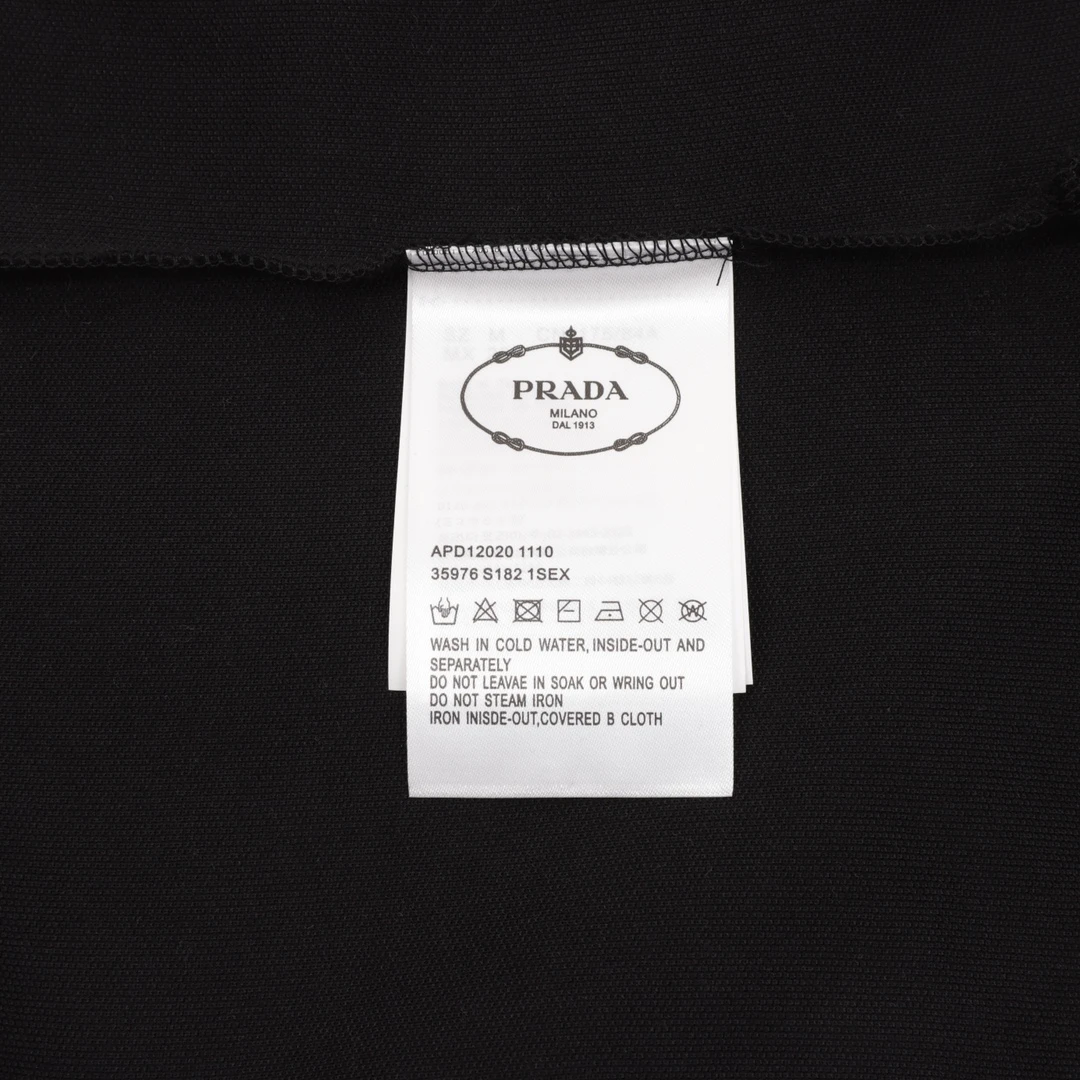 PRADA
MILANO
DAL 1913
APD12020 1110
35976 S182 1SEX
WASH IN COLD WATER, INSIDE-OUT AND
SEPARATELY
DO NOT LEAVAE IN SOAK OR WRING OUT
DO NOT STEAM IRON
IRON INISDE-OUT,COVERED B CLOTH